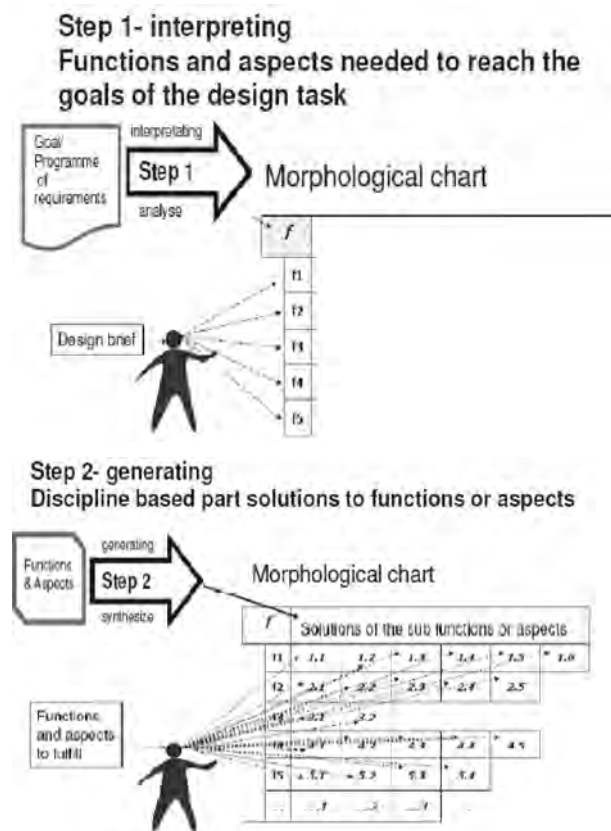 Step 1- interpreting
Functions and aspects needed to reach the
goals of the design task
Goal/
Programme
of
requirements
interpretating
Step 1
analyse
Morphological chart
f
f1
f2
f3
f4
f5
Design brief
Step 2- generating
Discipline based part solutions to functions or aspects
Functions
& Aspects
generating
Step 2
synthesize
Morphological chart
f Solutions of the sub functions or aspects
f1 1.1 1.2 1.3 1.4 1.5 1.6
f2 2.1 2.2 2.3 2.4 2.5
3.1 3.2
4.5
f5 5.1 5.2 5.3 5.4
Functions
and aspects
to fulfill